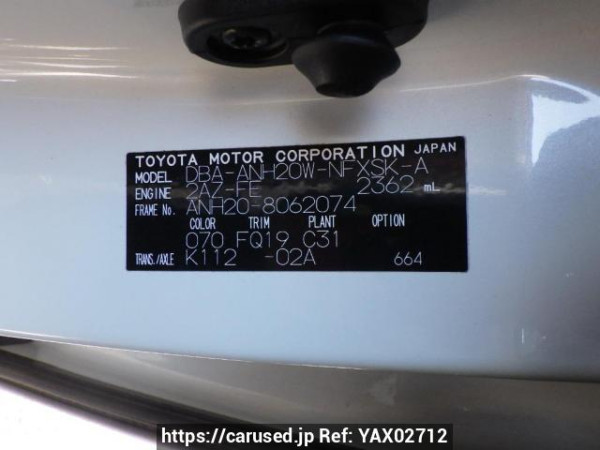 TOYOTA MOTOR CORPORATION JAPAN
MODEL DBA-ANH20W-NFXSK-A
ENGINE 2AZ-FE 2362 mL
FRAME No. ANH20-8062074
COLOR TRIM PLANT OPTION
070 FQ19 C31
TRANS./AXLE K112 -02A 664
https://carused.jp Ref: YAX02712